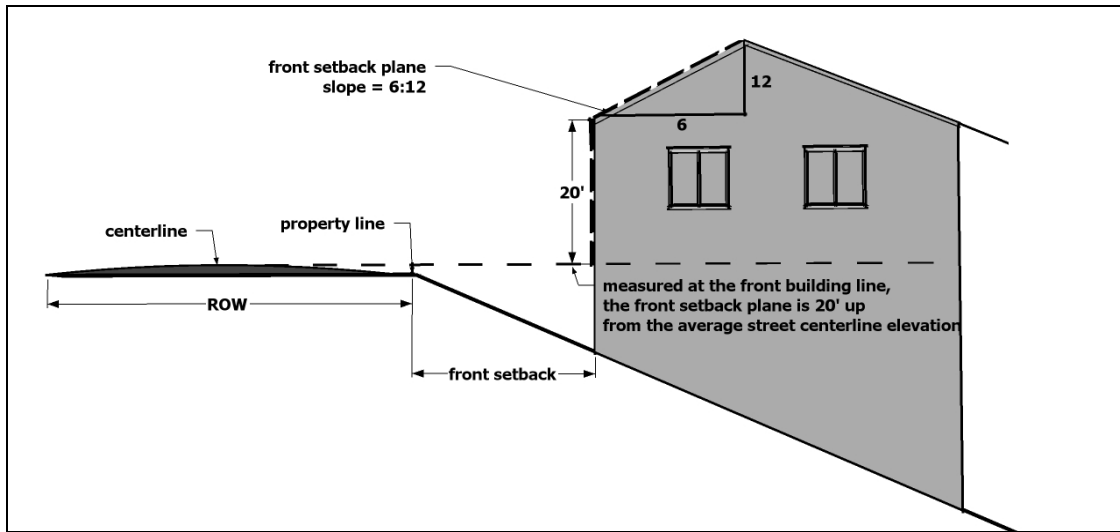 front setback plane
slope = 6:12
12
6
20'
property line
centerline
measured at the front building line,
the front setback plane is 20' up
from the average street centerline elevation
ROW
front setback